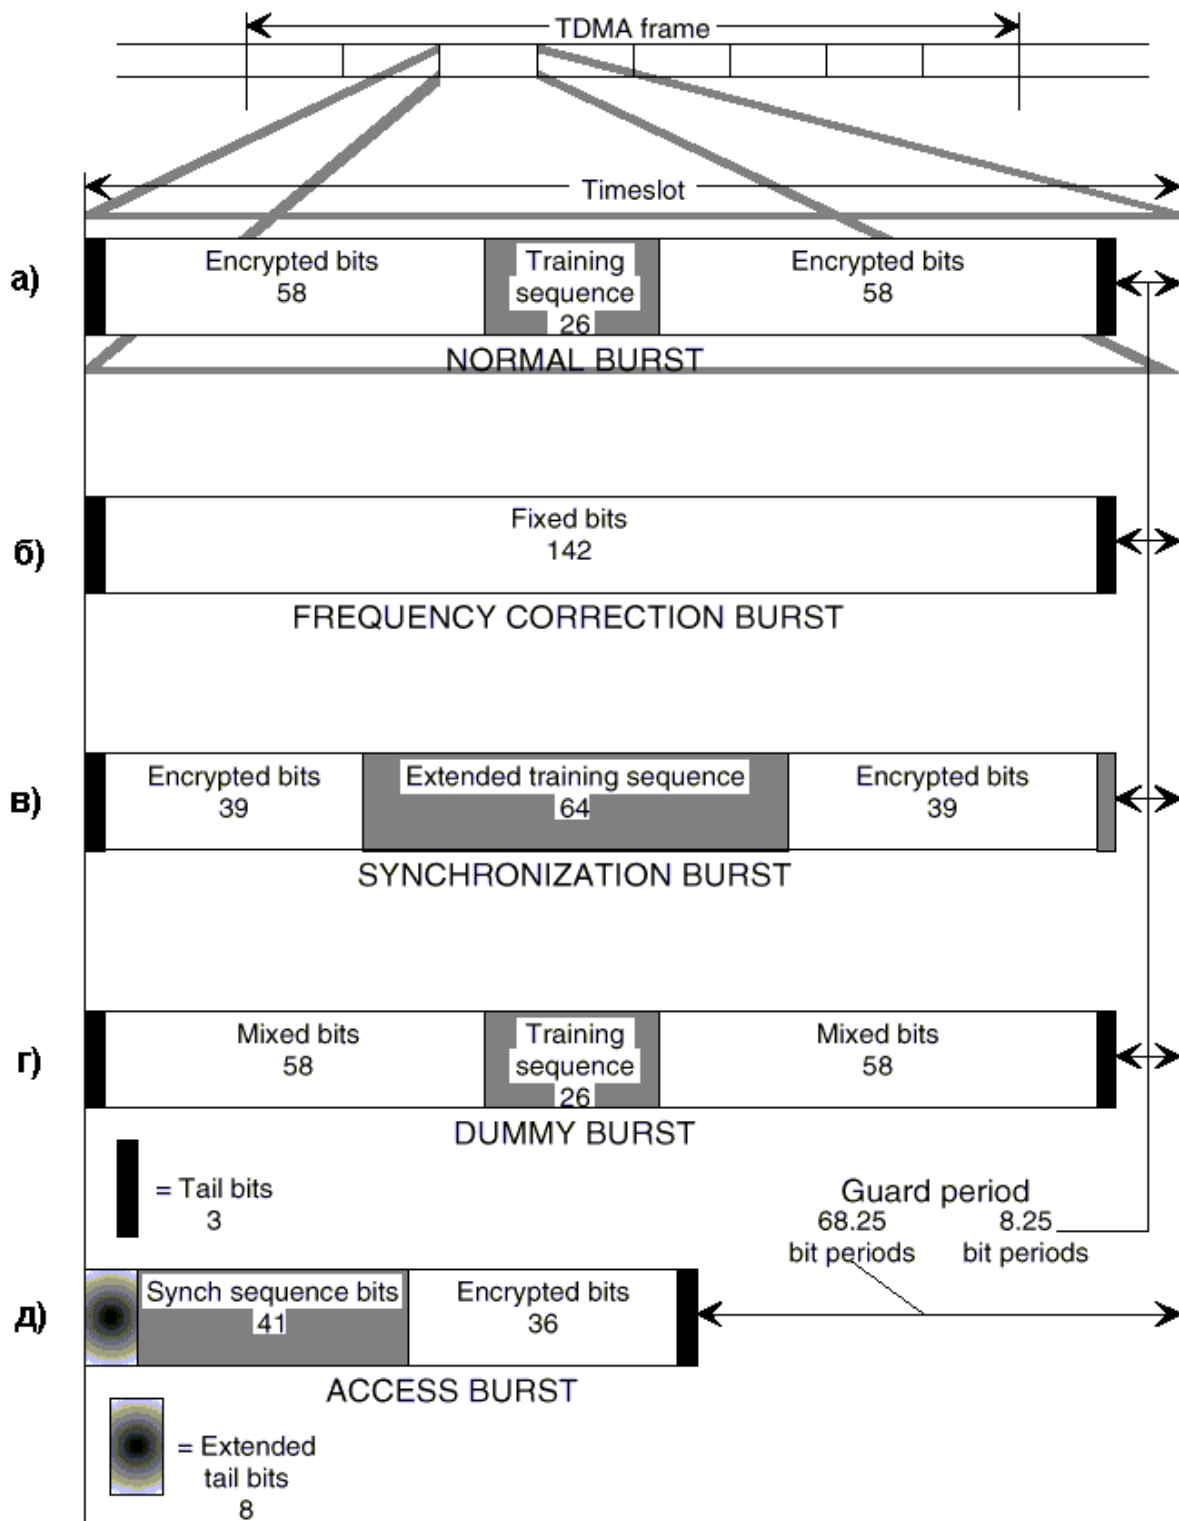 TDMA frame
Timeslot
а)
Encrypted bits
58
Training
sequence
26
Encrypted bits
58
NORMAL BURST
б)
Fixed bits
142
FREQUENCY CORRECTION BURST
в)
Encrypted bits
39
Extended training sequence
64
Encrypted bits
39
SYNCHRONIZATION BURST
г)
Mixed bits
58
Training
sequence
26
Mixed bits
58
DUMMY BURST
= Tail bits
3
Guard period
68.25
bit periods
8.25
bit periods
д)
Synch sequence bits
41
Encrypted bits
36
ACCESS BURST
= Extended
tail bits
8